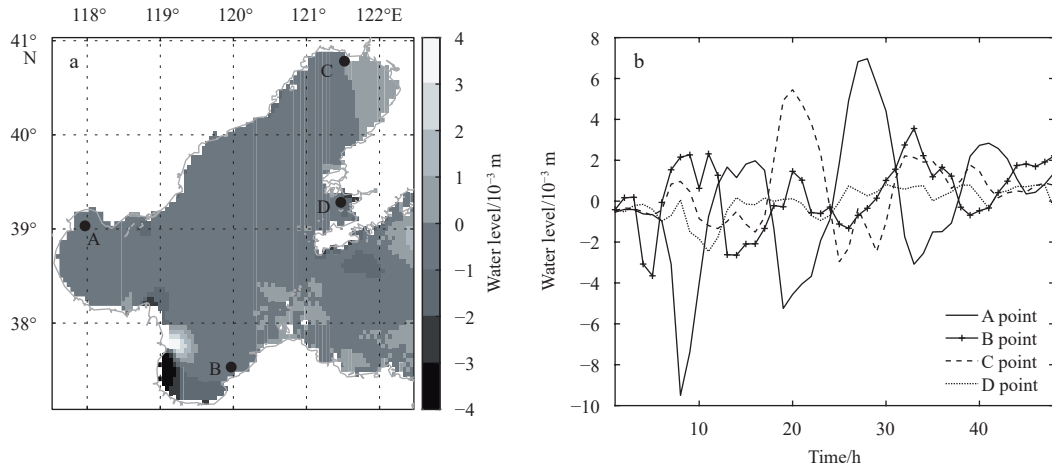 118° 119° 120° 121° 122°E
41°
N
40°
39°
38°
a
C
D
A
B
4
3
2
1
0
−1
−2
−3
−4
Water level/10⁻³ m
b
8
6
4
2
0
−2
−4
−6
−8
−10
Water level/10⁻³ m
10 20 30 40
Time/h
A point
B point
C point
D point